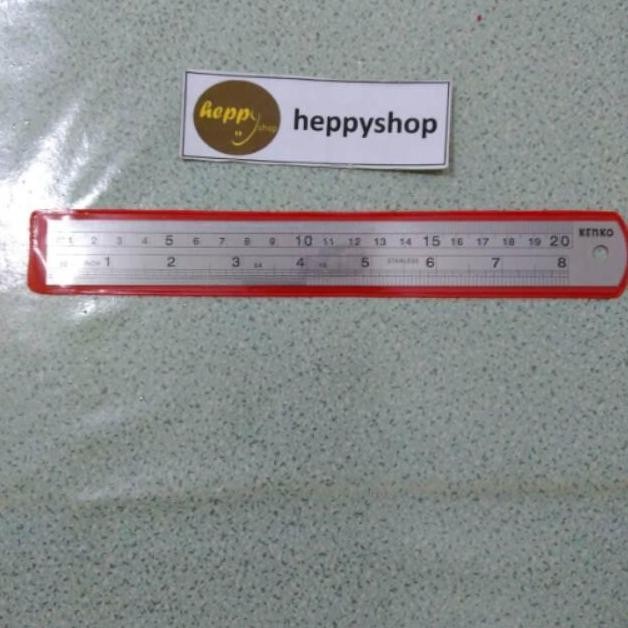 heppy
shop
heppyshop
1 2 3 4 5 6 7 8 9 10 11 12 13 14 15 16 17 18 19 20
KENKO
INCH 1 2 3 4 5 STAINLESS 6 7 8